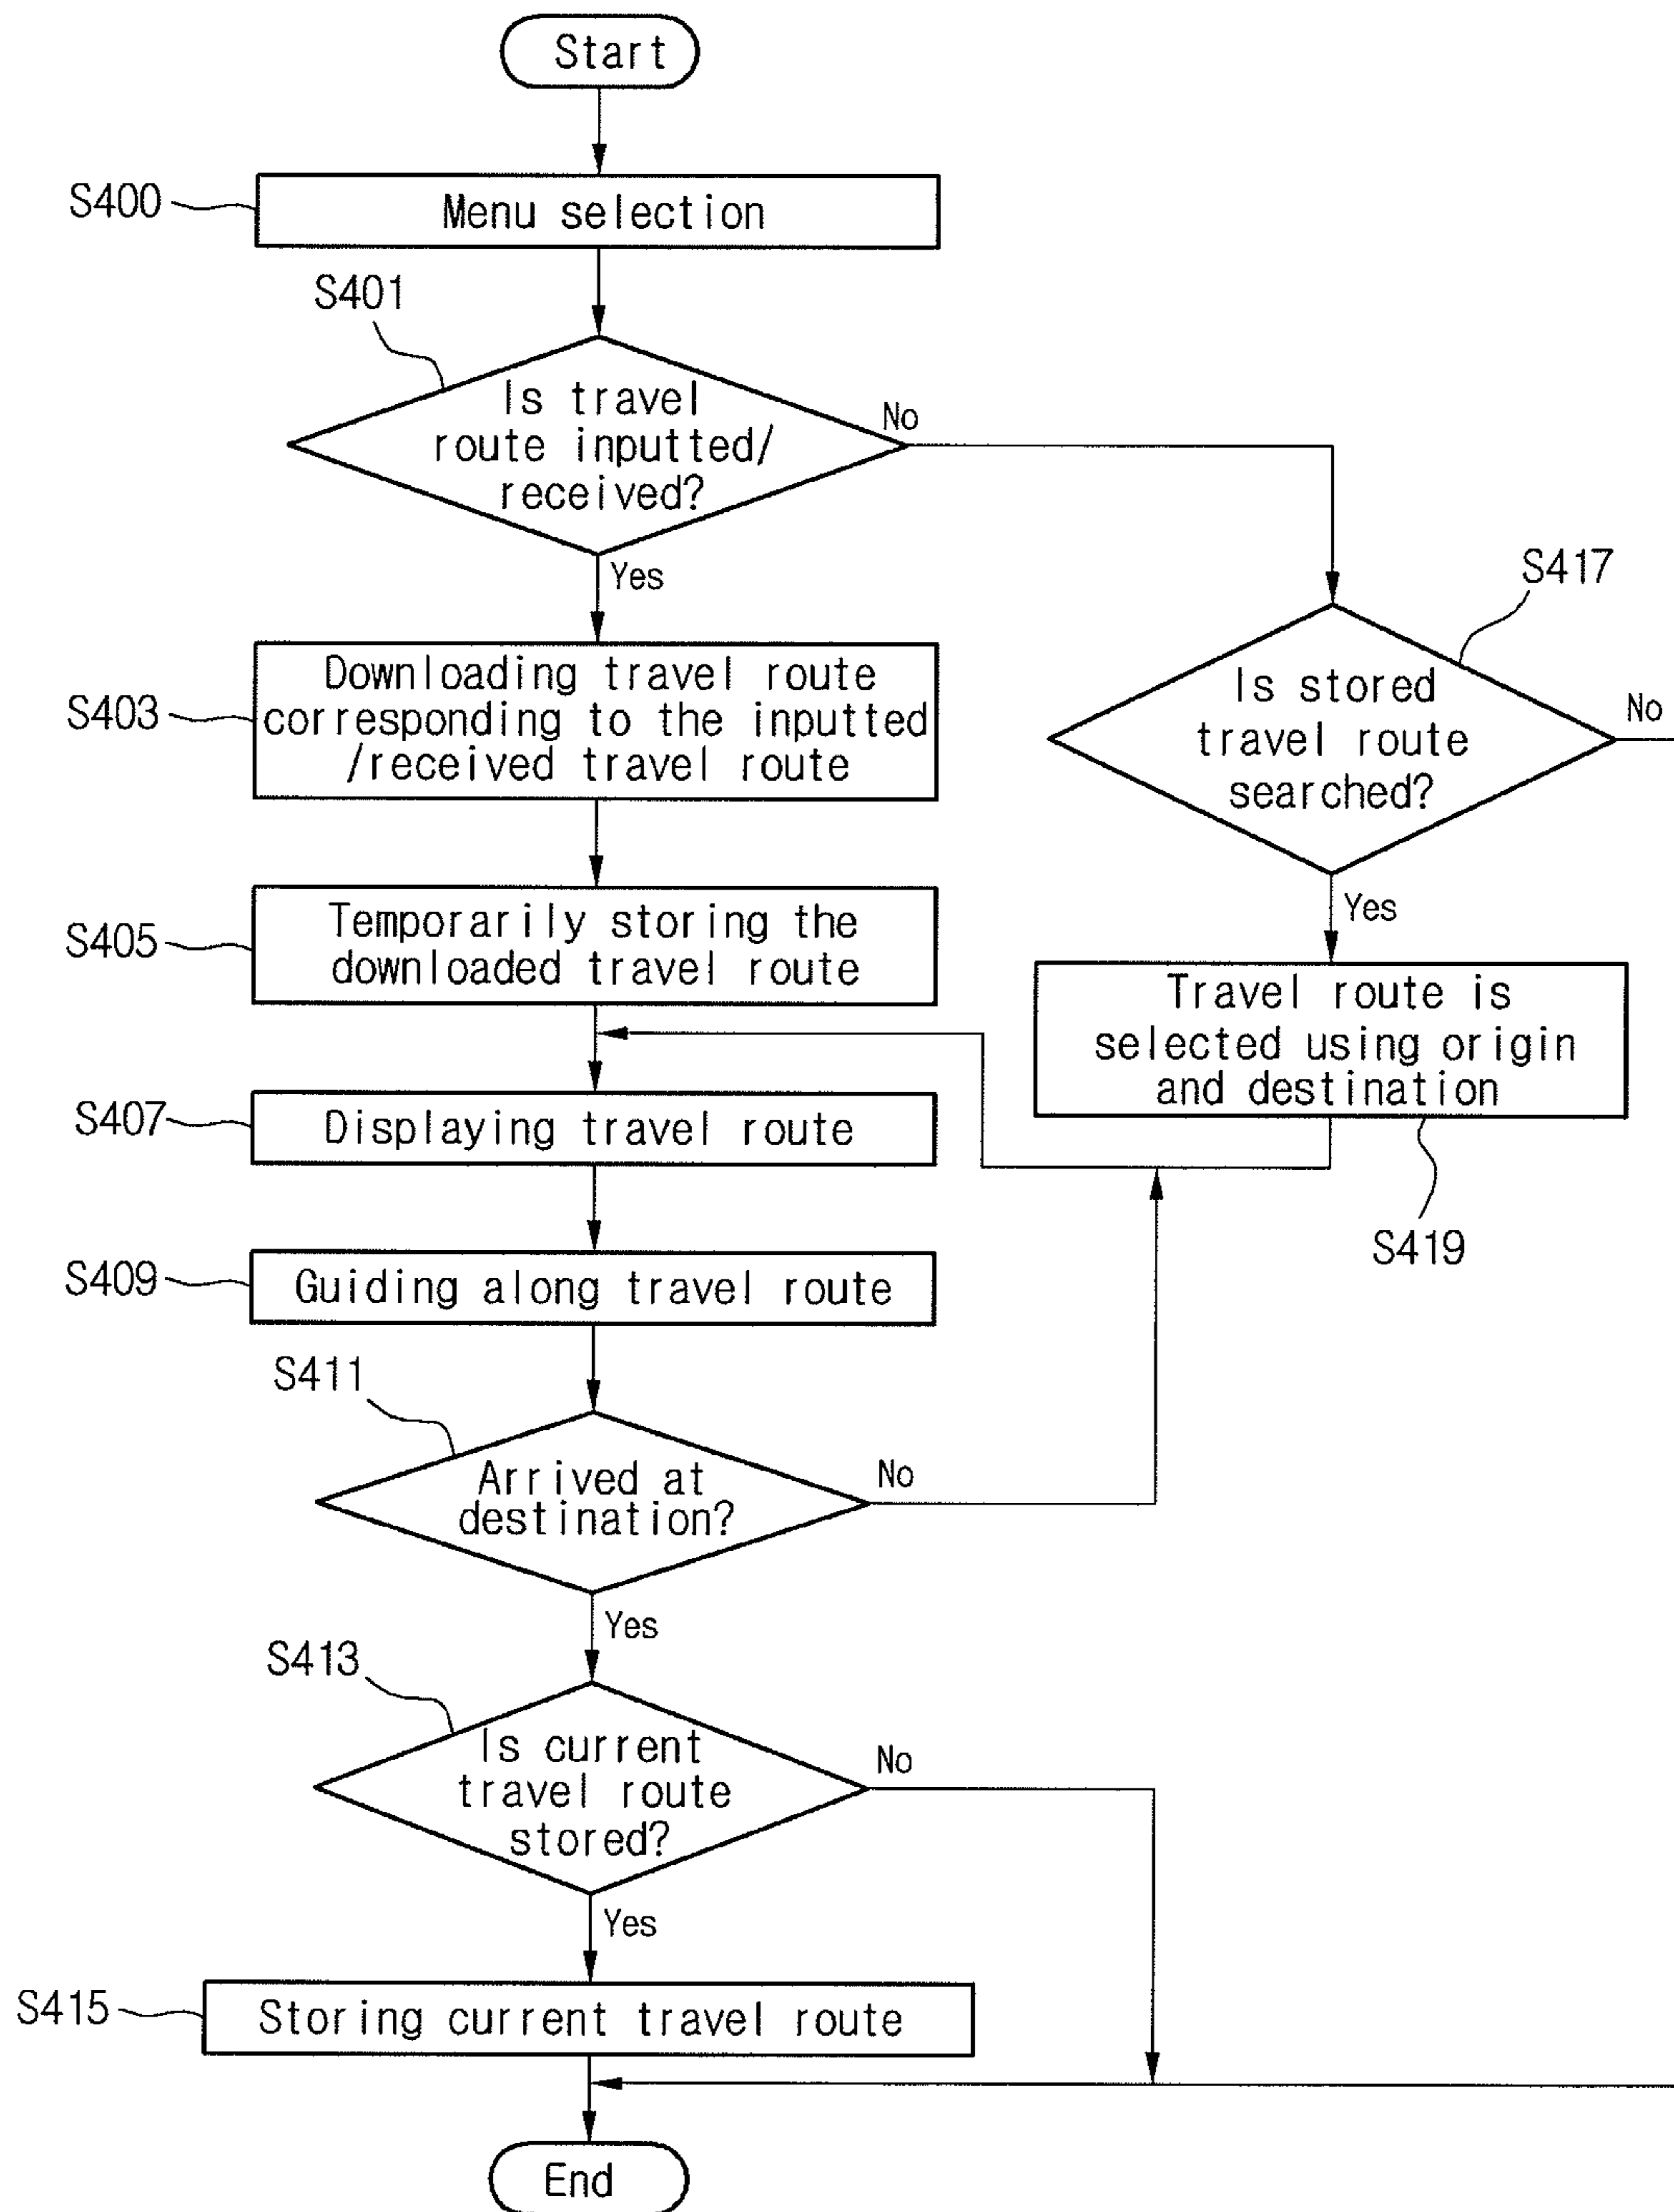 Start
S400
Menu selection
S401
Is travel
route inputted/
received?
No
Yes
S417
Is stored
travel route
searched?
No
Yes
S403
Downloading travel route
corresponding to the inputted
/received travel route
S405
Temporarily storing the
downloaded travel route
Travel route is
selected using origin
and destination
S419
S407
Displaying travel route
S409
Guiding along travel route
S411
Arrived at
destination?
No
Yes
S413
Is current
travel route
stored?
No
Yes
S415
Storing current travel route
End